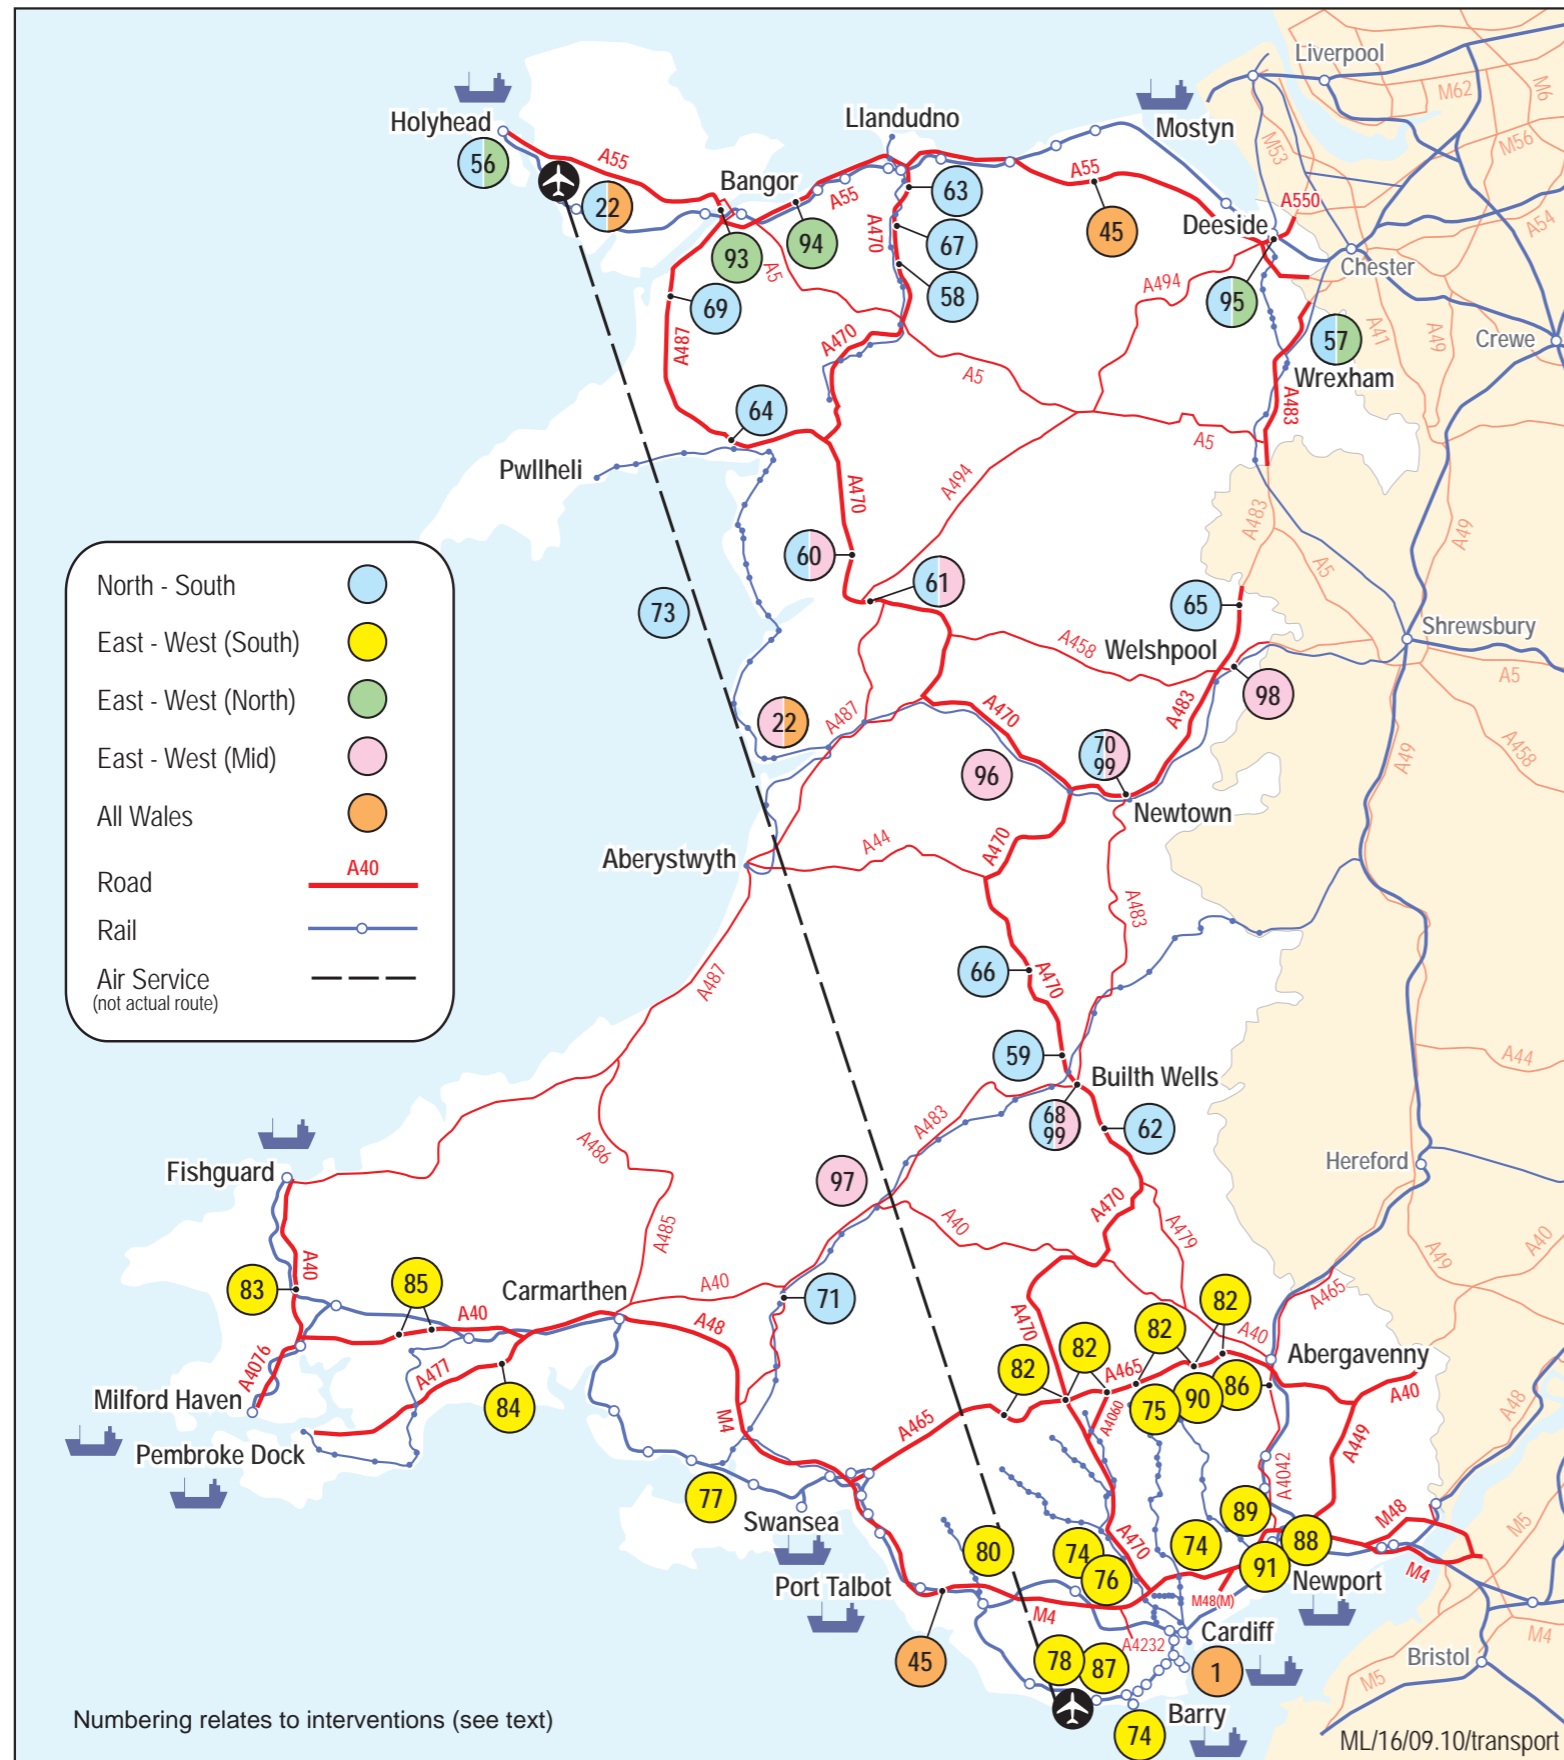 Liverpool
M62
M6
Holyhead
Llandudno
Mostyn
M53
M56
56
A55
Bangor
A55
63
A55
A550
22
Deeside
A54
A470
67
45
93
94
A5
Chester
A494
58
95
69
A41
A49
57
Crewe
A487
A470
Wrexham
A5
64
A483
A5
Pwllheli
A494
A470
A483
A49
60
A5
North - South
61
65
73
Shrewsbury
East - West (South)
A458
Welshpool
A5
98
East - West (North)
22
A487
A470
A483
A49
A458
East - West (Mid)
70
99
96
All Wales
Newtown
A470
A44
Aberystwyth
Road
A40
A483
Rail
66
A470
Air Service
(not actual route)
A487
59
A44
Builth Wells
68
99
62
A483
A486
Fishguard
Hereford
97
A470
A485
A40
A479
A49
A40
83
A40
85
Carmarthen
A40
71
A465
A40
A48
A470
82
82
A40
Abergavenny
A4076
A477
82
82
A465
A40
Milford Haven
84
A4060
75
90
86
A48
M4
A465
A449
Pembroke Dock
A4042
77
89
M48
M5
Swansea
80
74
A470
74
88
76
91
M4
Port Talbot
Newport
M48(M)
M4
M4
A4232
Cardiff
45
78
87
1
Bristol
M5
Barry
74
Numbering relates to interventions (see text)
ML/16/09.10/transport